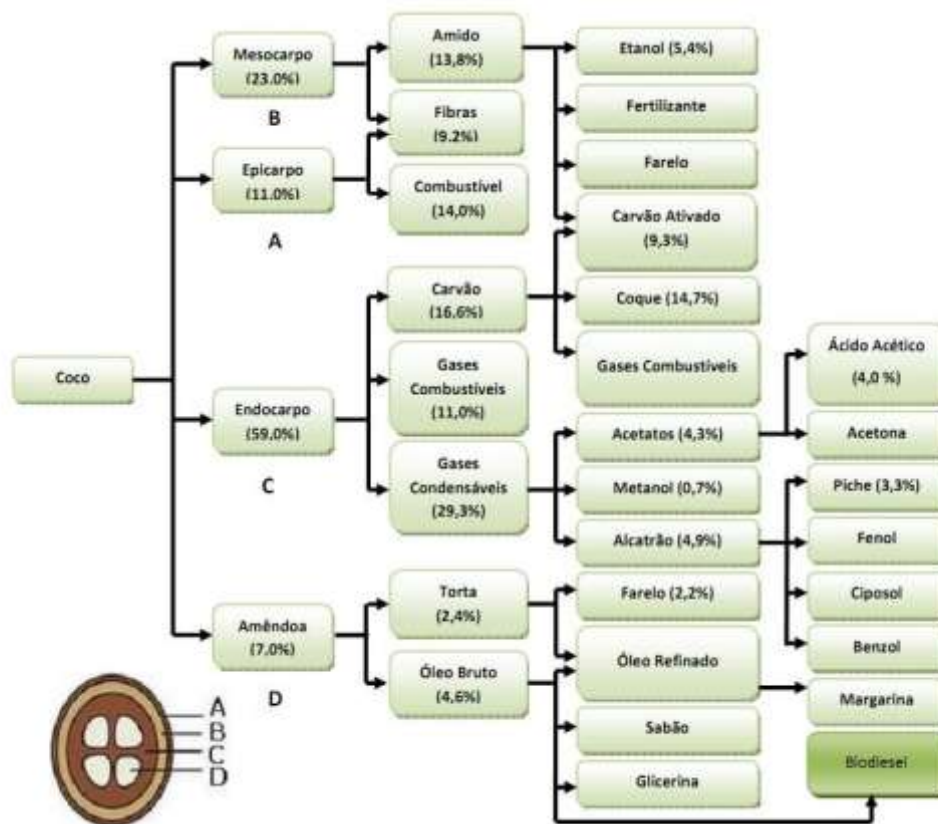 Coco
Mesocarpo
(23.0%)
B
Epicarpo
(11.0%)
A
Endocarpo
(59.0%)
C
Amêndoa
(7.0%)
D
Amido
(13,8%)
Fibras
(9.2%)
Combustível
(14,0%)
Carvão
(16.6%)
Gases
Combustíveis
(11,0%)
Gases
Condensáveis
(29,3%)
Torta
(2,4%)
Óleo Bruto
(4,6%)
Etanol (5,4%)
Fertilizante
Farelo
Carvão Ativado
(9,3%)
Coque (14,7%)
Gases Combustíveis
Acetatos (4,3%)
Metanol (0,7%)
Alcatrão (4,9%)
Farelo (2,2%)
Óleo Refinado
Sabão
Glicerina
Ácido Acético
(4,0 %)
Acetona
Piche (3,3%)
Fenol
Ciposol
Benzol
Margarina
Biodiesel
A
B
C
D